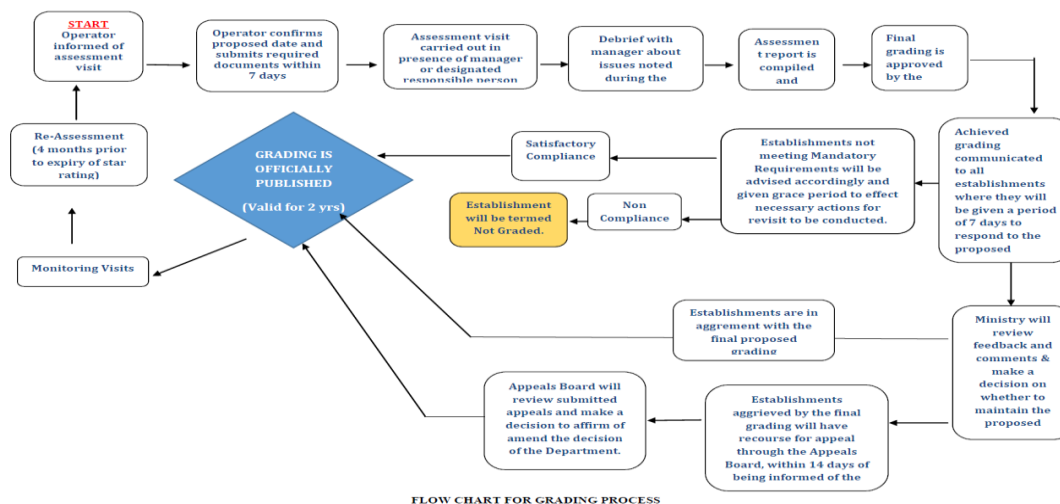 START
Operator
informed of
assessment
visit
Operator confirms
proposed date and
submits required
documents within
7 days
Assessment visit
carried out in
presence of manager
or designated
responsible person
Debrief with
manager about
issues noted
during the
Assessmen
t report is
compiled
and
Final
grading is
approved by
the
Achieved
grading
communicated
to all
establishments
where they will
be given a period
of 7 days to
respond to the
proposed
Establishments not
meeting Mandatory
Requirements will be
advised accordingly and
given grace period to effect
necessary actions for
revisit to be conducted.
Satisfactory
Compliance
Non
Compliance
Establishment
will be termed
Not Graded.
GRADING IS
OFFICIALLY
PUBLISHED
(Valid for 2 yrs)
Re-Assessment
(4 months prior
to expiry of star
rating)
Monitoring Visits
Establishments are in
aggrement with the
final proposed
grading
Ministry will
review
feedback and
comments &
make a
decision on
whether to
maintain the
proposed
Establishments aggrieved
by the final
grading will have
recourse for appeal
through the Appeals
Board, within 14 days of
being informed of the
Appeals Board will
review submitted
appeals and make a
decision to affirm of
amend the decision
of the Department.
FLOW CHART FOR GRADING PROCESS